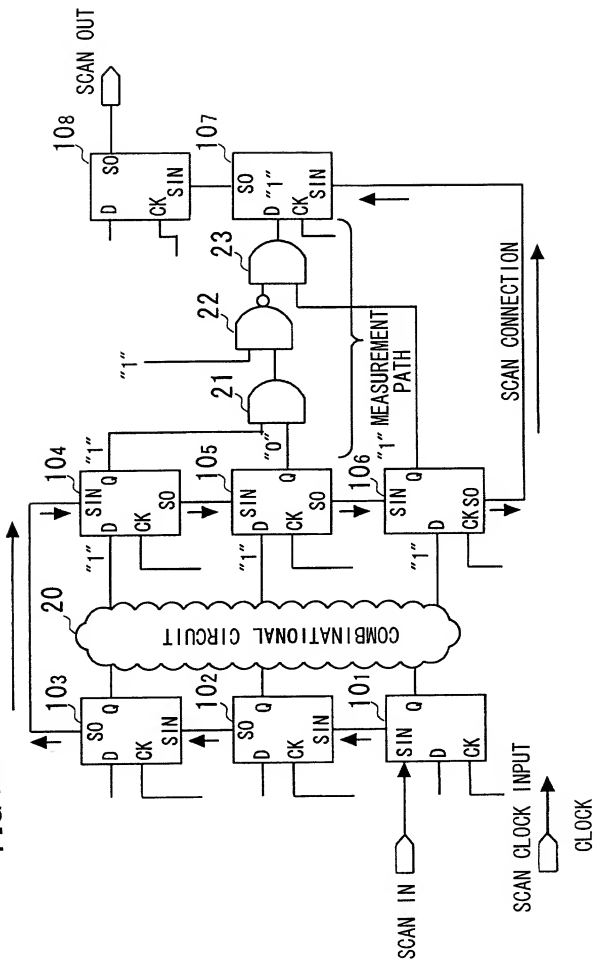 SCAN OUT
10₈
D
SO
CK
SIN
10₇
SO
D "1"
CK
SIN
23
22
21
"1"
MEASUREMENT
PATH
SCAN CONNECTION
10₄
"1"
SIN
Q
D
CK
SO
"1"
10₅
"0"
SIN
Q
D
CK
SO
"1"
10₆
"1"
SIN
Q
D
CK
SO
"1"
20
COMBINATIONAL CIRCUIT
10₃
SO
Q
D
CK
SIN
10₂
SO
Q
D
CK
SIN
10₁
SIN
Q
D
CK
SCAN IN
SCAN CLOCK INPUT
CLOCK